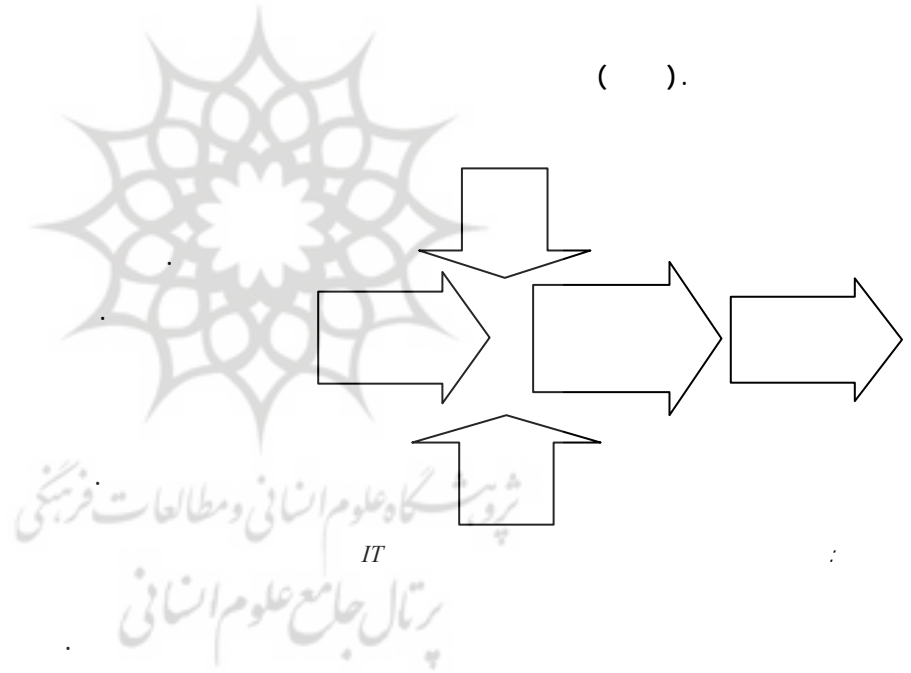 ( ).
.
.
.
پژوهشگاه علوم انسانی و مطالعات فرهنگی
: IT
پرتال جامع علوم انسانی
.